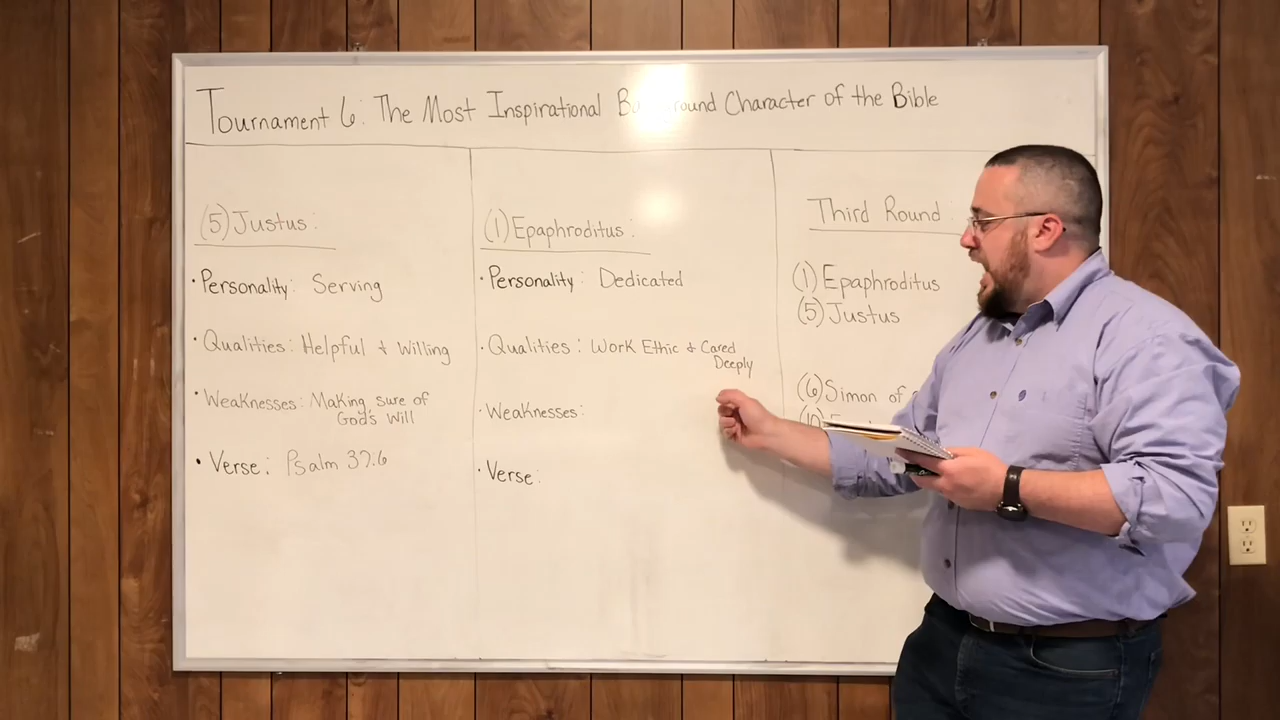 Tournament 6: The Most Inspirational Background Character of the Bible
(5) Justus:
• Personality: Serving
• Qualities: Helpful + Willing
• Weaknesses: Making sure of
God's Will
• Verse: Psalm 37:6
(1) Epaphroditus:
• Personality: Dedicated
• Qualities: Work Ethic + Cared
Deeply
• Weaknesses:
• Verse:
Third Round:
(1) Epaphroditus
(5) Justus
(6) Simon of
(10)